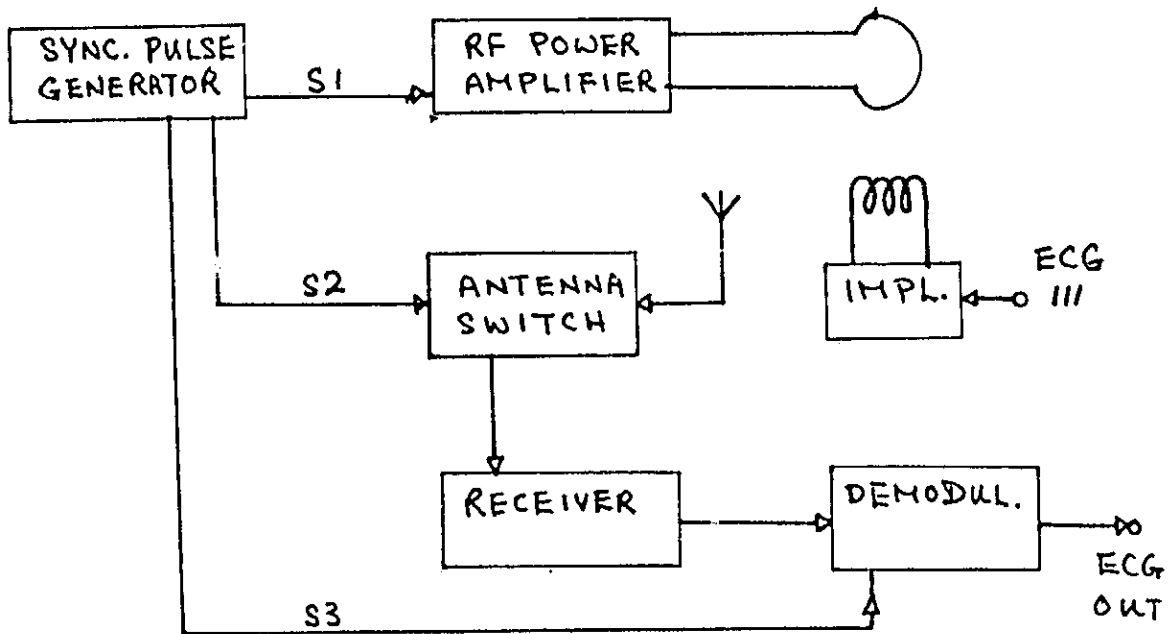 SYNC. PULSE
GENERATOR
S1
RF POWER
AMPLIFIER
S2
ANTENNA
SWITCH
IMPL.
ECG
III
RECEIVER
DEMODUL.
S3
ECG
OUT